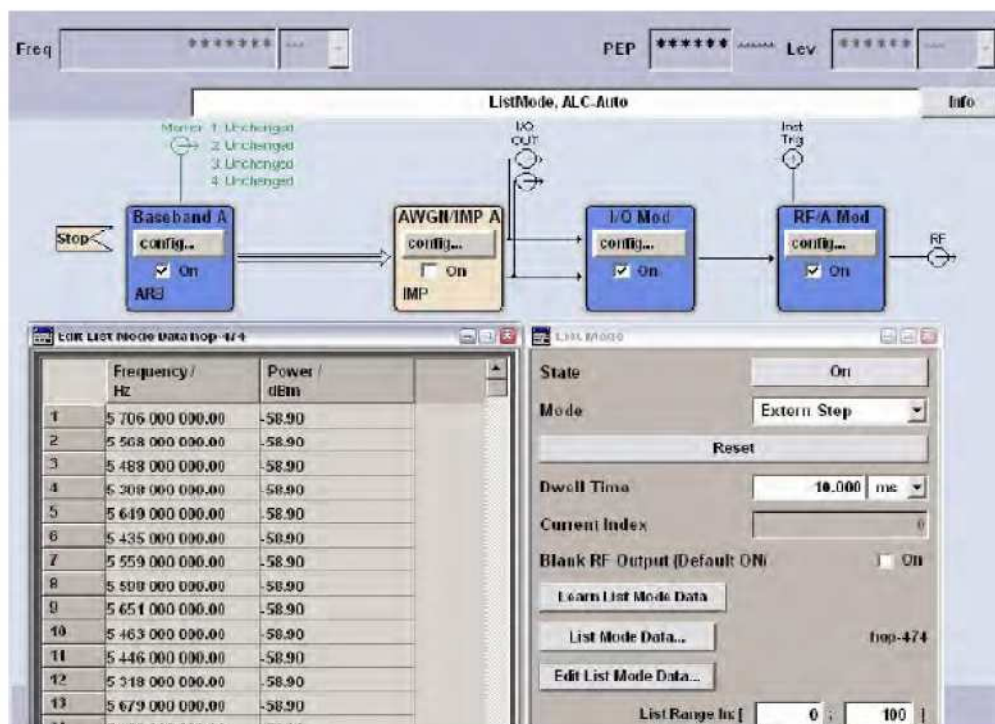 Freq ******* --- PEP ****** ----- Lev ****** ---
ListMode, ALC-Auto Info
Marker 1: Unchanged
2: Unchanged
3: Unchanged
4: Unchanged
I/O OUT
Inst Trig
Stop
Baseband A
config...
On
ARB
AWGN/IMP A
config...
On
IMP
I/Q Mod
config...
On
RF/A Mod
config...
On
RF
Edit List Mode Data hop-474
Frequency / Hz Power / dBm
1 5 706 000 000.00 -58.90
2 5 568 000 000.00 -58.90
3 5 488 000 000.00 -58.90
4 5 308 000 000.00 -58.90
5 5 649 000 000.00 -58.90
6 5 435 000 000.00 -58.90
7 5 559 000 000.00 -58.90
8 5 598 000 000.00 -58.90
9 5 651 000 000.00 -58.90
10 5 463 000 000.00 -58.90
11 5 446 000 000.00 -58.90
12 5 318 000 000.00 -58.90
13 5 679 000 000.00 -58.90
List Mode
State On
Mode Extern Step
Reset
Dwell Time 10.000 ms
Current Index 0
Blank RF Output (Default ON) On
Learn List Mode Data
List Mode Data... hop-474
Edit List Mode Data...
List Range In: [ 0 : 100 ]